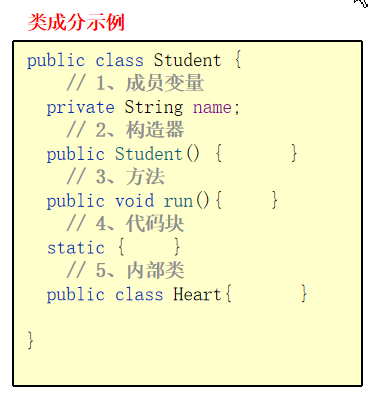 类成分示例
public class Student {
// 1、成员变量
private String name;
// 2、构造器
public Student() { }
// 3、方法
public void run(){ }
// 4、代码块
static { }
// 5、内部类
public class Heart{ }
}